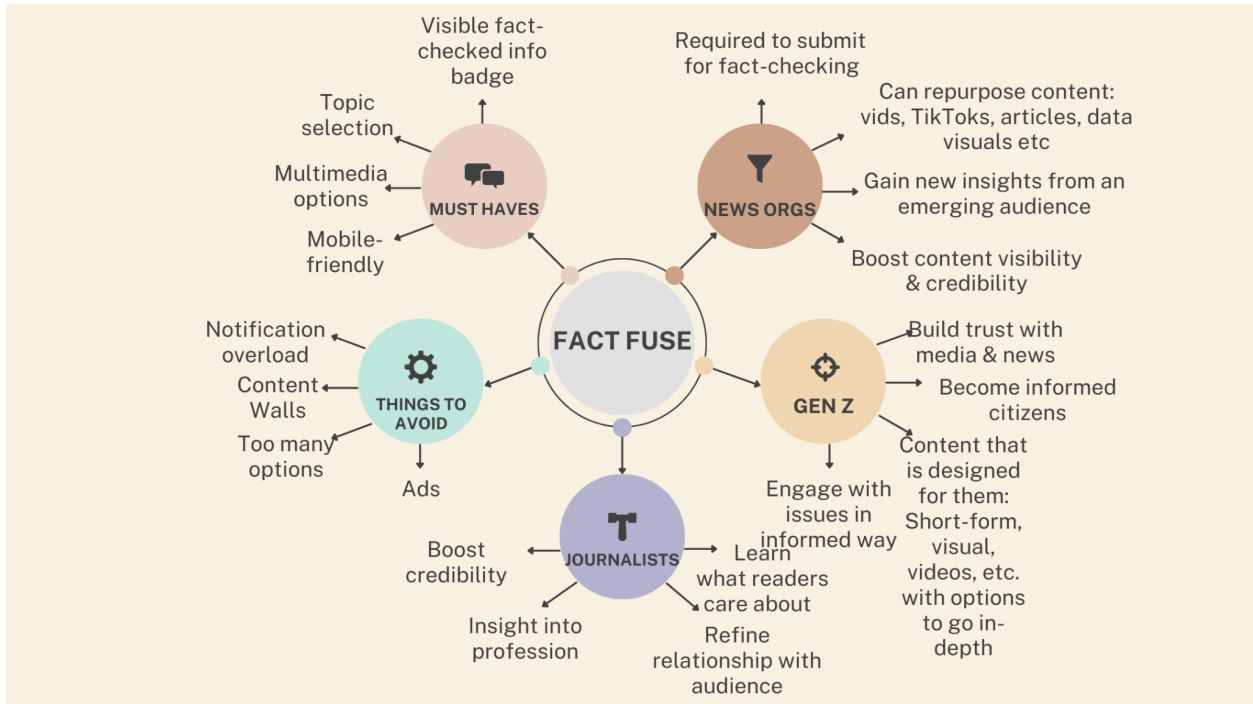 Visible fact-
checked info
badge
Topic
selection
Multimedia
options
Mobile-
friendly
MUST HAVES
Required to submit
for fact-checking
Can repurpose content:
vids, TikToks, articles, data
visuals etc
Gain new insights from an
emerging audience
Boost content visibility
& credibility
NEWS ORGS
FACT FUSE
Notification
overload
Content
Walls
Too many
options
Ads
THINGS TO
AVOID
Build trust with
media & news
Become informed
citizens
Content that
is designed
for them:
Short-form,
visual,
videos, etc.
with options
to go in-
depth
Engage with
issues in
informed way
GEN Z
JOURNALISTS
Boost
credibility
Insight into
profession
Learn
what readers
care about
Refine
relationship with
audience